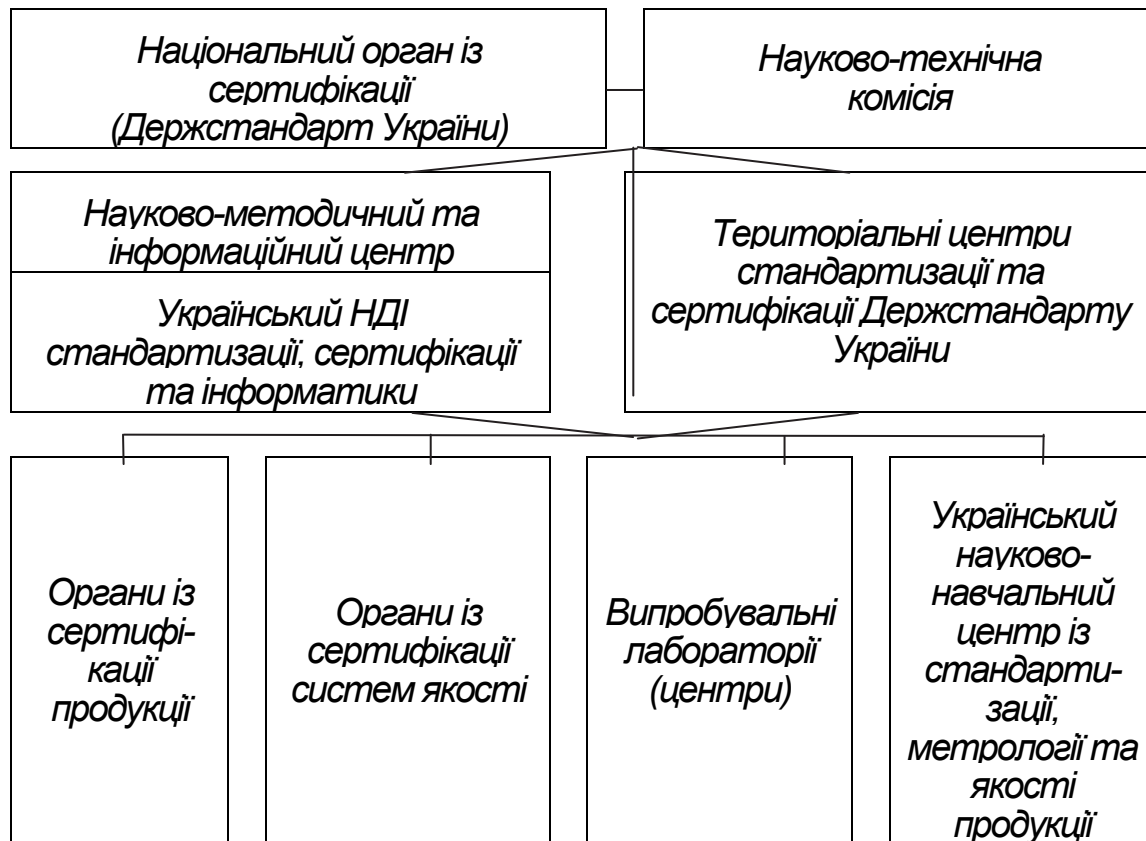 Національний орган із
сертифікації
(Держстандарт України)
Науково-технічна
комісія
Науково-методичний та
інформаційний центр
Український НДІ
стандартизації, сертифікації
та інформатики
Територіальні центри
стандартизації та
сертифікації Держстандарту
України
Органи із
сертифі-
кації
продукції
Органи із
сертифікації
систем якості
Випробувальні
лабораторії
(центри)
Український
науково-
навчальний
центр із
стандарти-
зації,
метрології та
якості
продукції